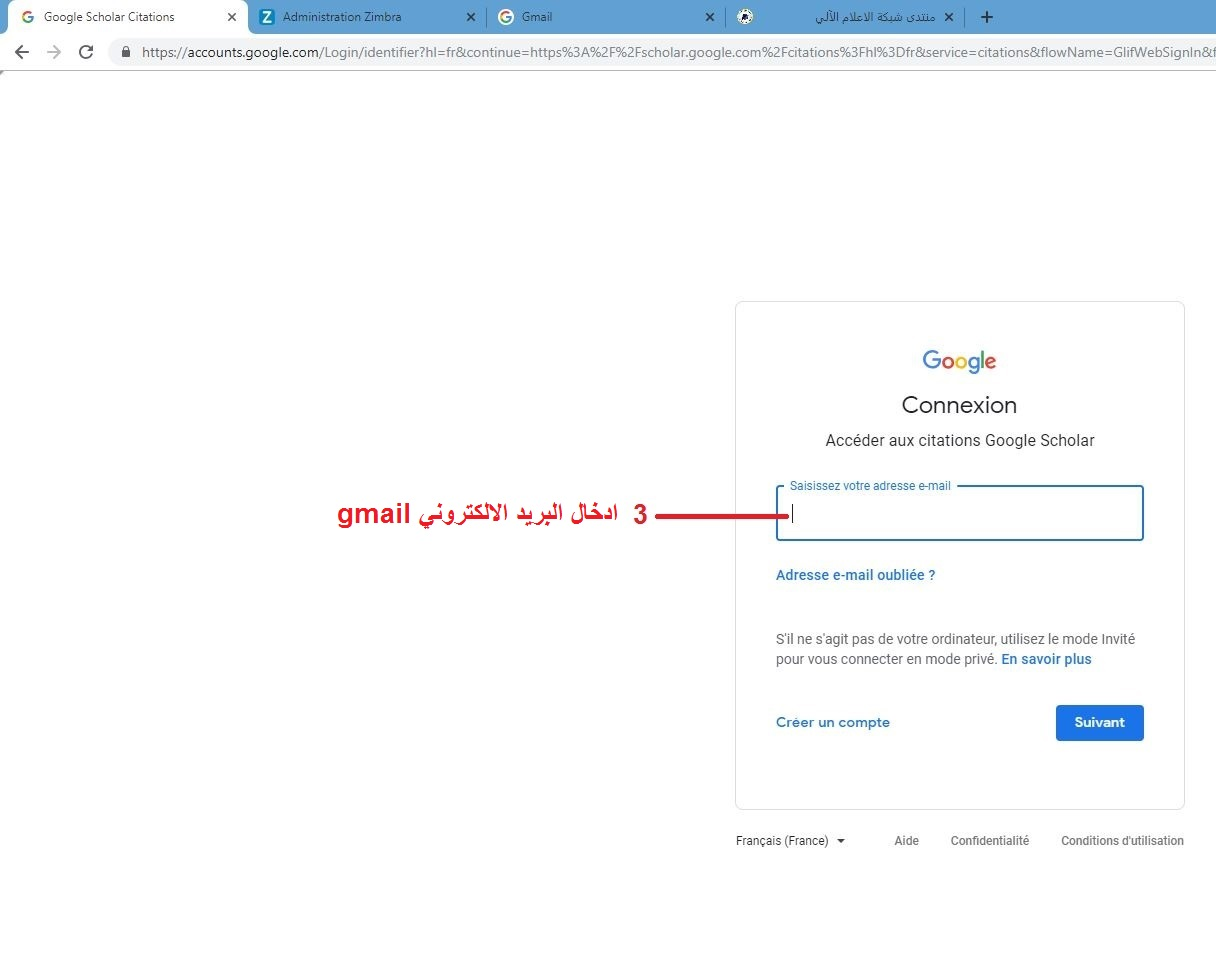 Google Scholar Citations
Administration Zimbra
Gmail
منتدى شبكة الاعلام الآلي
https://accounts.google.com/Login/identifier?hl=fr&continue=https%3A%2F%2Fscholar.google.com%2Fcitations%3Fhl%3Dfr&service=citations&flowName=GlifWebSignIn&f
Google
Connexion
Accéder aux citations Google Scholar
Saisissez votre adresse e-mail
3 ادخال البريد الالكتروني gmail
Adresse e-mail oubliée ?
S'il ne s'agit pas de votre ordinateur, utilisez le mode Invité
pour vous connecter en mode privé. En savoir plus
Créer un compte
Suivant
Français (France)
Aide
Confidentialité
Conditions d'utilisation